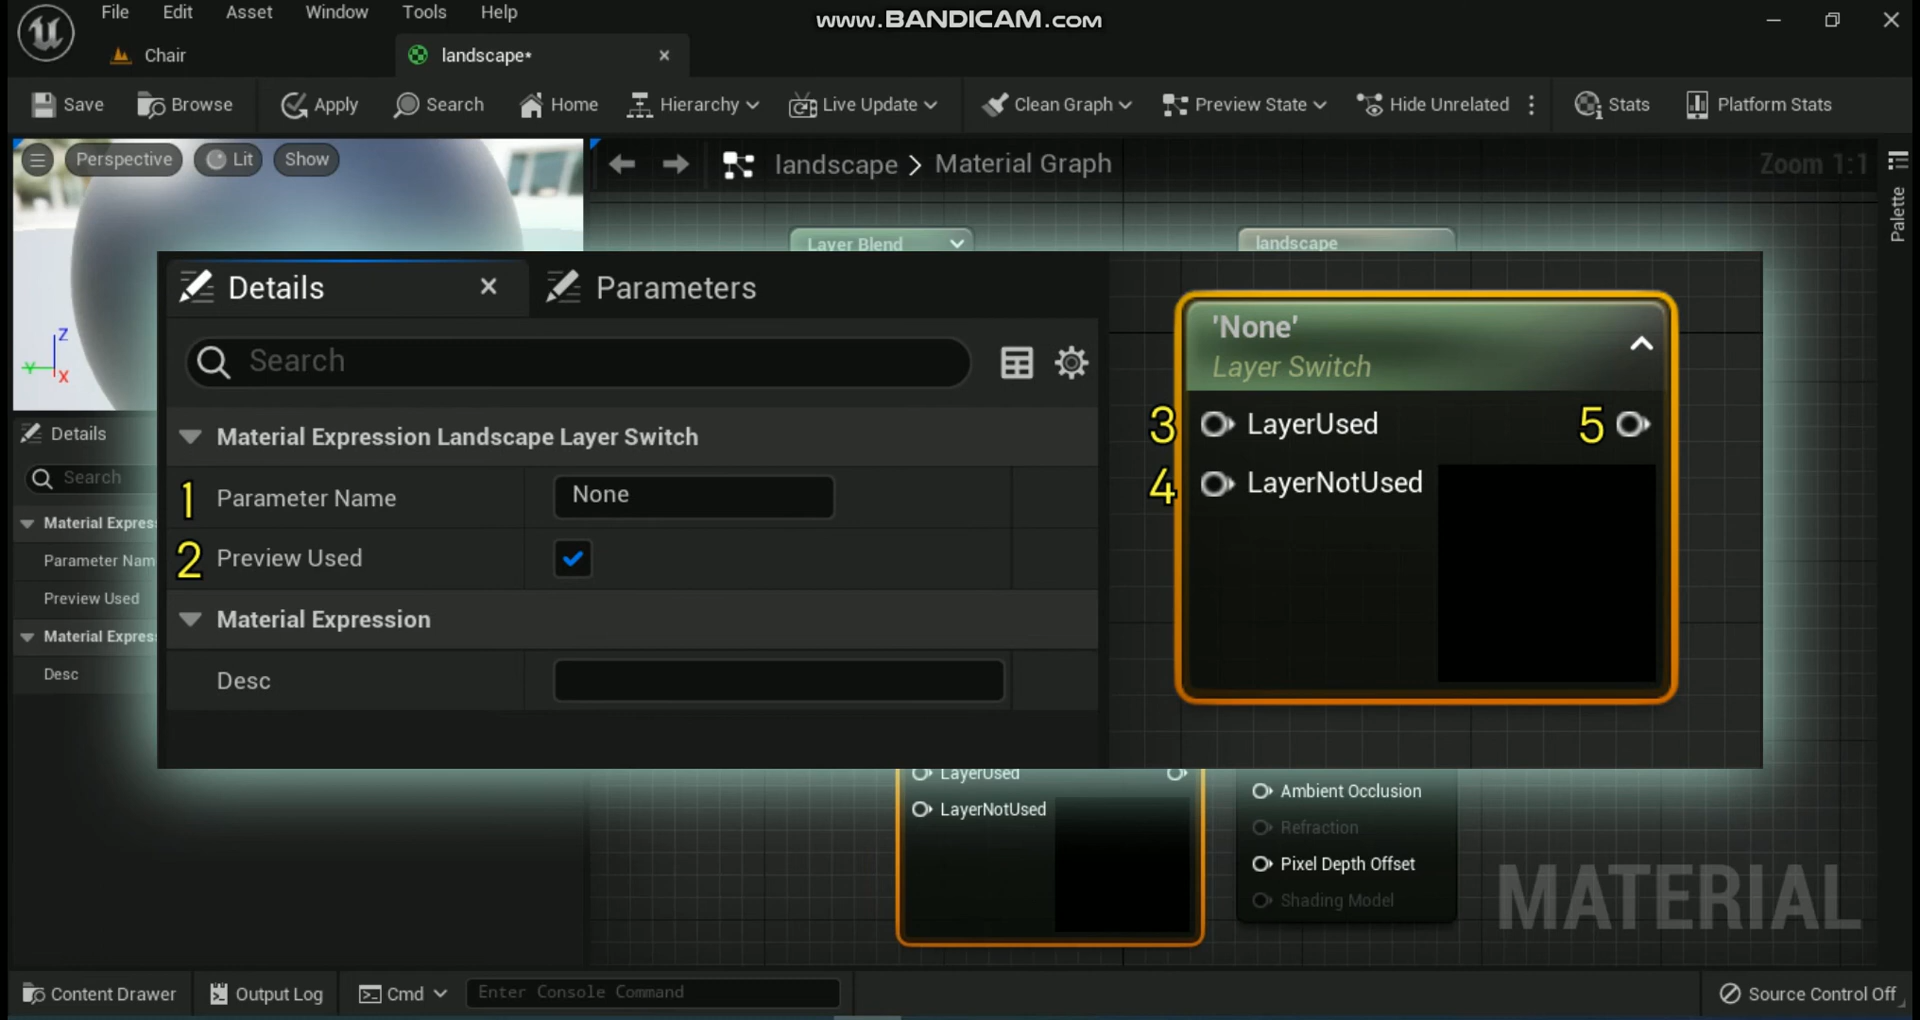 File Edit Asset Window Tools Help
www.BANDICAM.com
Chair
landscape*
Save Browse Apply Search Home Hierarchy Live Update Clean Graph Preview State Hide Unrelated Stats Platform Stats
Perspective Lit Show
landscape > Material Graph
Zoom 1:1
Palette
Layer Blend
landscape
Details
Parameters
Search
Material Expression Landscape Layer Switch
1 Parameter Name None
2 Preview Used
Material Expression
Desc
'None'
Layer Switch
3 LayerUsed 5
4 LayerNotUsed
Z
Y
X
Details
Search
Material Express
Parameter Nam
Preview Used
Material Express
Desc
LayerUsed
LayerNotUsed
Ambient Occlusion
Refraction
Pixel Depth Offset
Shading Model
MATERIAL
Content Drawer Output Log Cmd Enter Console Command Source Control Off